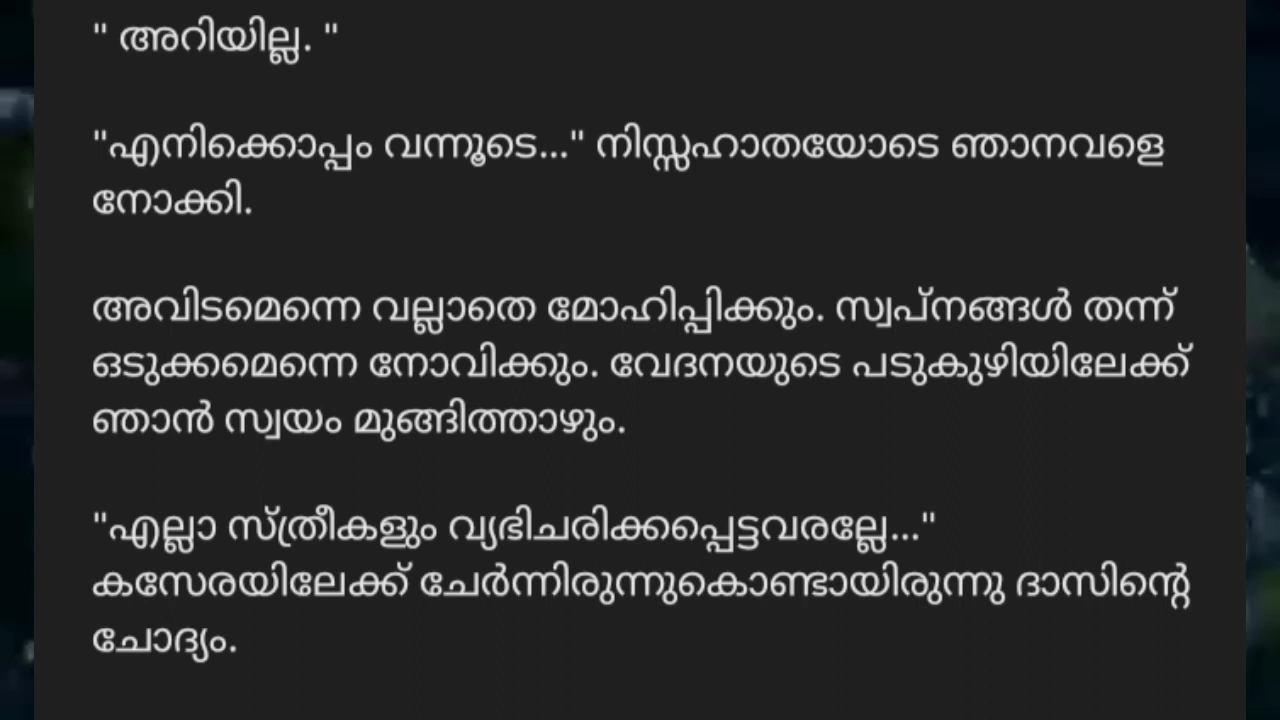 " അറിയില്ല. "
"എനിക്കൊപ്പം വന്നൂടെ..." നിസ്സഹാതയോടെ ഞാനവളെ
നോക്കി.
അവിടമെന്നെ വല്ലാതെ മോഹിപ്പിക്കും. സ്വപ്നങ്ങൾ തന്ന്
ഒടുക്കമെന്നെ നോവിക്കും. വേദനയുടെ പടുകുഴിയിലേക്ക്
ഞാൻ സ്വയം മുങ്ങിത്താഴും.
"എല്ലാ സ്ത്രീകളും വ്യഭിചരിക്കപ്പെട്ടവരല്ലേ..."
കസേരയിലേക്ക് ചേർന്നിരുന്നുകൊണ്ടായിരുന്നു ദാസിന്റെ
ചോദ്യം.